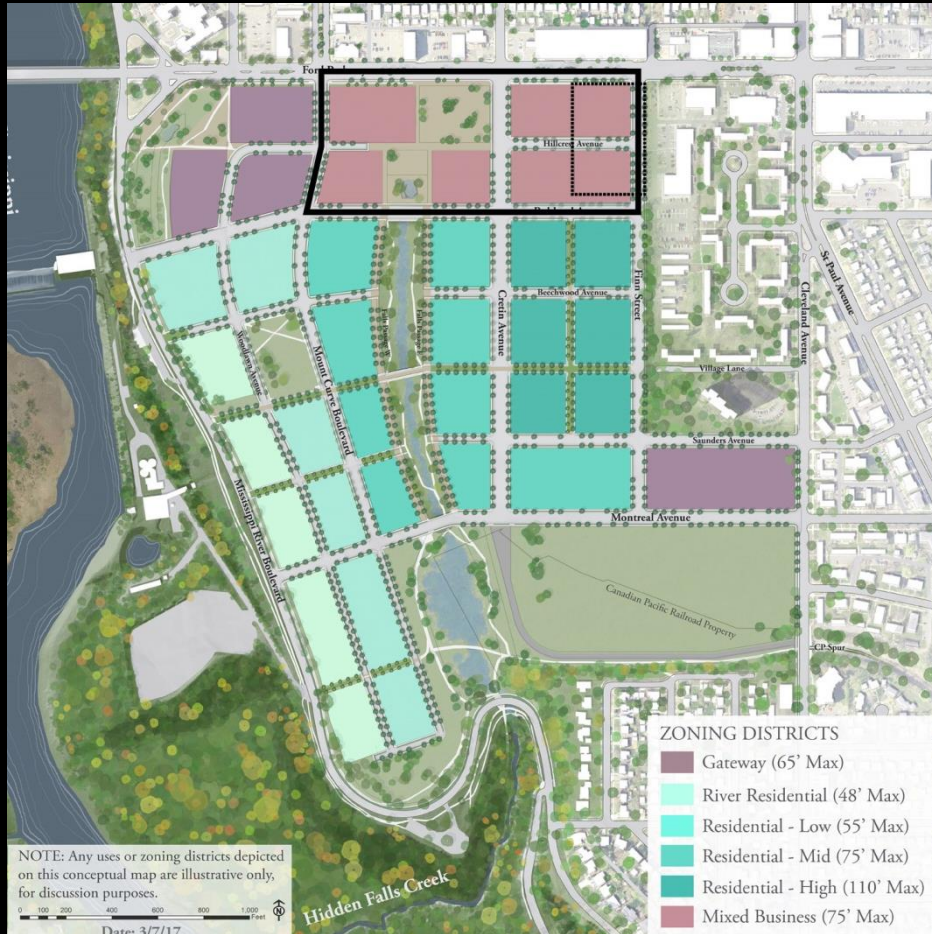 Ford
Hillcrest Avenue
Beechwood Avenue
Cretin Avenue
Finn Street
Cleveland Avenue
St Paul Avenue
Village Lane
Saunders Avenue
Woodlawn Avenue
Mount Curve Boulevard
Mississippi River Boulevard
Montreal Avenue
Canadian Pacific Railroad Property
CP Spur
Hidden Falls Creek
ZONING DISTRICTS
Gateway (65' Max)
River Residential (48' Max)
Residential - Low (55' Max)
Residential - Mid (75' Max)
Residential - High (110' Max)
Mixed Business (75' Max)
NOTE: Any uses or zoning districts depicted
on this conceptual map are illustrative only,
for discussion purposes.
0 100 200 400 600 800 1,000
Feet
N
Date: 3/7/17